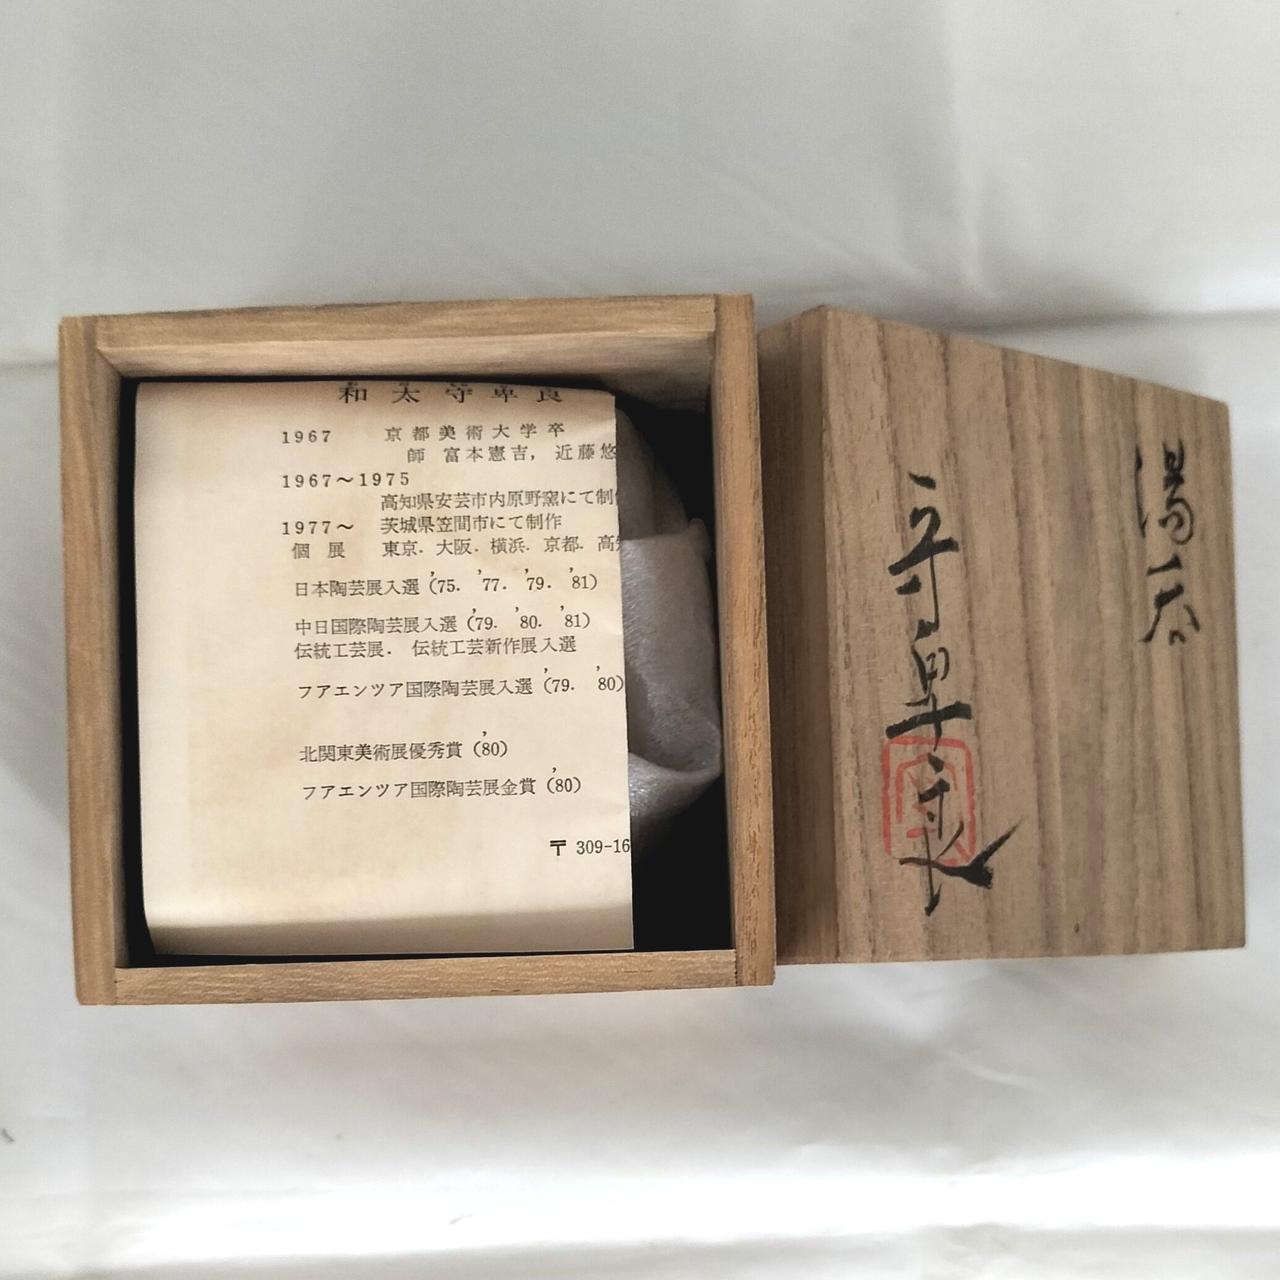 和太守卑良
1967 京都美術大学卒
師 富本憲吉, 近藤悠
1967〜1975
高知県安芸市内原野窯にて制
1977〜 茨城県笠間市にて制作
個展 東京. 大阪. 横浜. 京都. 高知
日本陶芸展入選 ('75. '77. '79. '81)
中日国際陶芸展入選 ('79. '80. '81)
伝統工芸展. 伝統工芸新作展入選
フアエンツア国際陶芸展入選 ('79. '80)
北関東美術展優秀賞 ('80)
フアエンツア国際陶芸展金賞 ('80)
〒 309-16
湯呑
守卑良